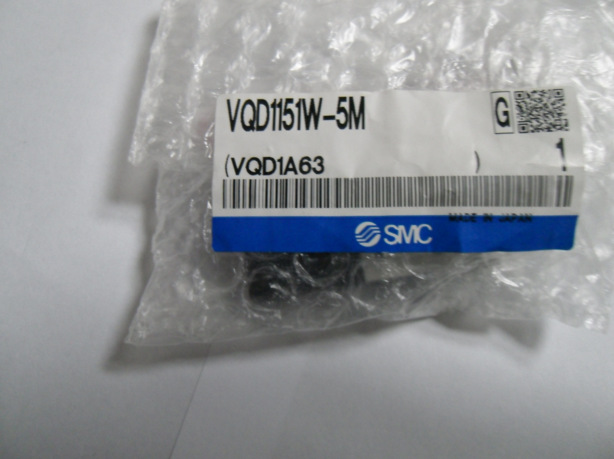 VQD1151W-5M
G
(VQD1A63 )
1
MADE IN JAPAN
SMC